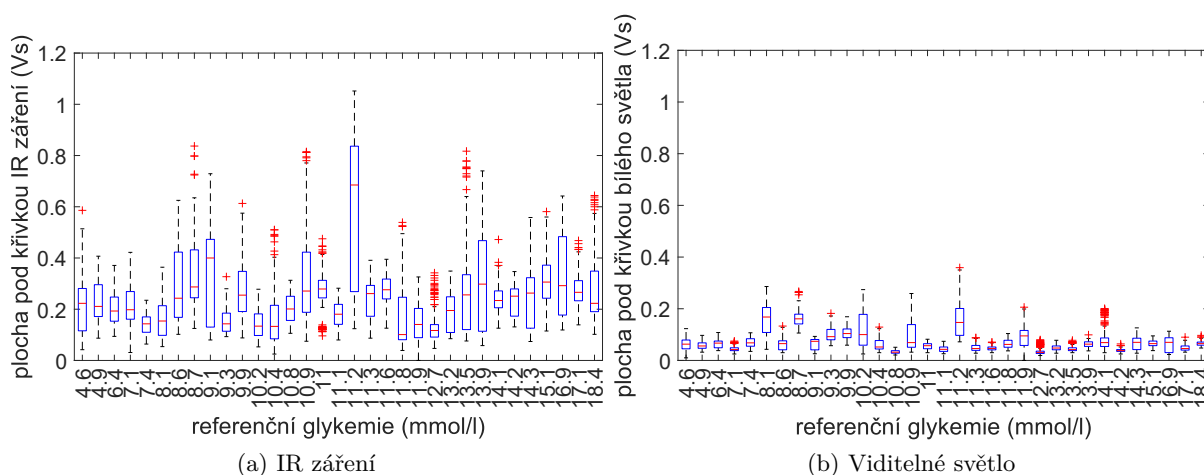 plocha pod křivkou IR záření (Vs)
1.2
1
0.8
0.6
0.4
0.2
0
4.6 4.9 6.4 7.1 7.4 8.1 8.6 8.7 9.1 9.3 9.9 10.2 10.4 10.8 10.9 11 11.1 11.2 11.3 11.6 11.8 11.9 12.7 13.2 13.5 13.9 14.1 14.2 14.3 15.1 16.9 17.1 18.4
referenční glykemie (mmol/l)
(a) IR záření
plocha pod křivkou bílého světla (Vs)
1.2
1
0.8
0.6
0.4
0.2
0
4.6 4.9 6.4 7.1 7.4 8.1 8.6 8.7 9.1 9.3 9.9 10.2 10.4 10.8 10.9 11 11.1 11.2 11.3 11.6 11.8 11.9 12.7 13.2 13.5 13.9 14.1 14.2 14.3 15.1 16.9 17.1 18.4
referenční glykemie (mmol/l)
(b) Viditelné světlo